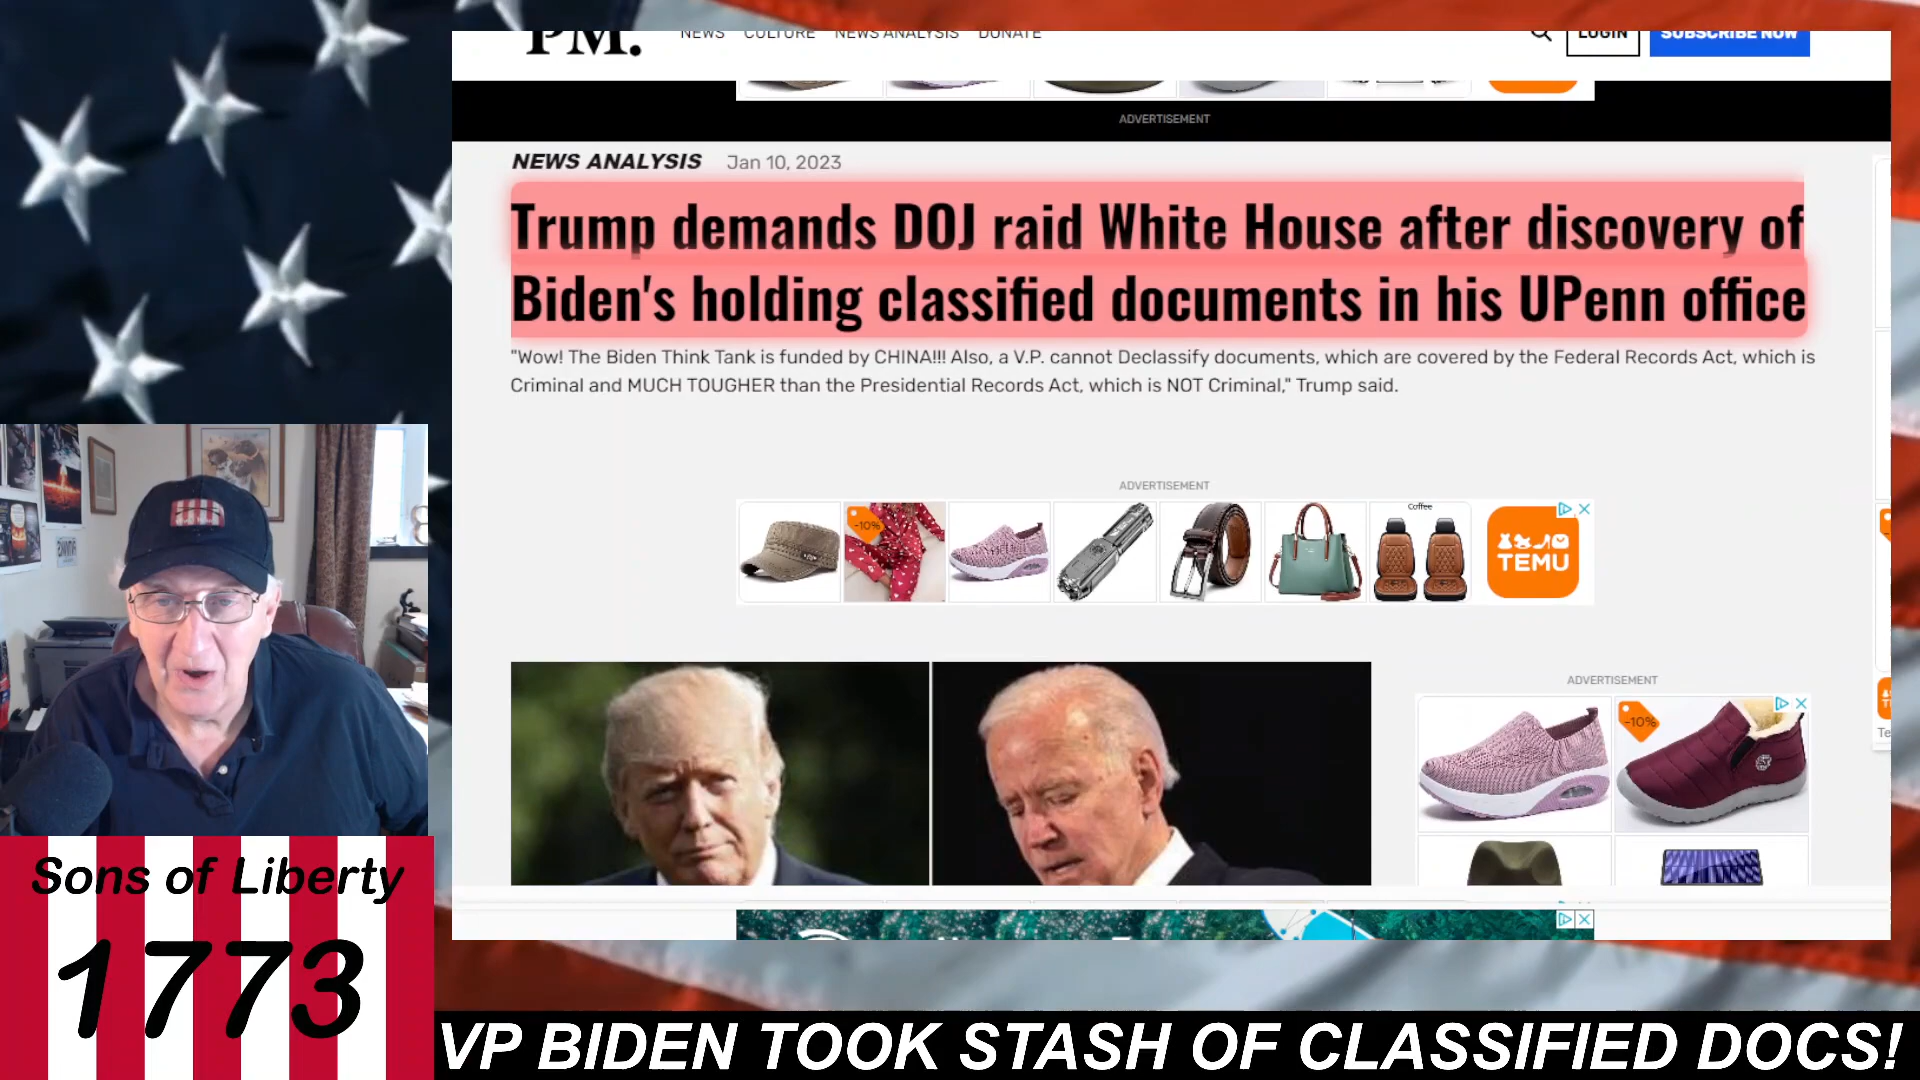 PM.
NEWS CULTURE NEWS ANALYSIS DONATE
LOGIN
SUBSCRIBE NOW
ADVERTISEMENT
NEWS ANALYSIS Jan 10, 2023
Trump demands DOJ raid White House after discovery of
Biden's holding classified documents in his UPenn office
"Wow! The Biden Think Tank is funded by CHINA!!! Also, a V.P. cannot Declassify documents, which are covered by the Federal Records Act, which is
Criminal and MUCH TOUGHER than the Presidential Records Act, which is NOT Criminal," Trump said.
ADVERTISEMENT
-10%
Coffee
TEMU
ADVERTISEMENT
-10%
Te
Sons of Liberty
1773
VP BIDEN TOOK STASH OF CLASSIFIED DOCS!